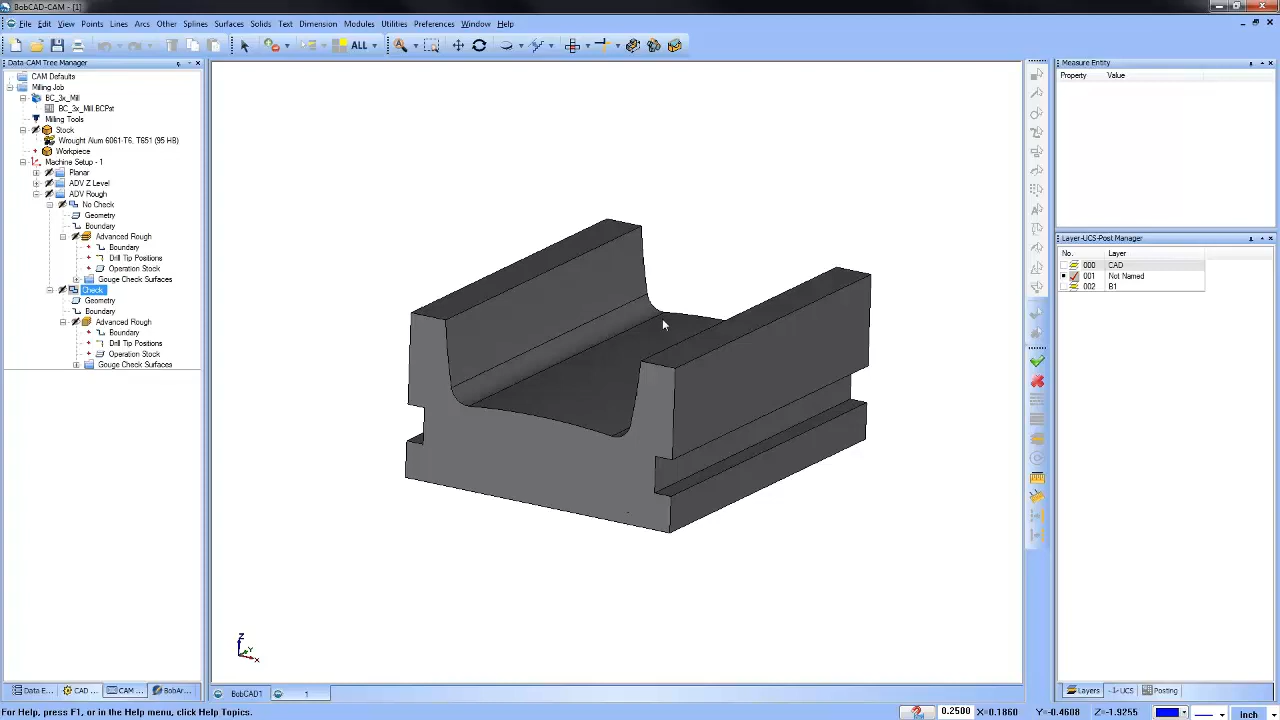 BobCAD-CAM - [1]
File Edit View Points Lines Arcs Other Splines Surfaces Solids Text Dimension Modules Utilities Preferences Window Help
ALL
Data-CAM Tree Manager
CAM Defaults
Milling Job
BC_3x_Mill
BC_3x_Mill.BCPst
Milling Tools
Stock
Wrought Alum 6061-T6, T651 (95 HB)
Workpiece
Machine Setup - 1
Planar
ADV Z Level
ADV Rough
No Check
Geometry
Boundary
Advanced Rough
Boundary
Drill Tip Positions
Operation Stock
Gouge Check Surfaces
Check
Geometry
Boundary
Advanced Rough
Boundary
Drill Tip Positions
Operation Stock
Gouge Check Surfaces
Data E... CAD ... CAM ... BobAr...
Z
Y
X
BobCAD1 1
Measure Entity
Property Value
Layer-UCS-Post Manager
No. Layer
000 CAD
001 Not Named
002 B1
Layers UCS Posting
For Help, press F1, or in the Help menu, click Help Topics. 0.2500 X=0.1860 Y=-0.4608 Z=-1.9255 Inch